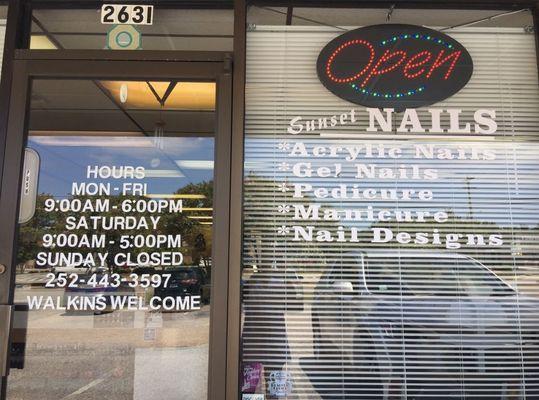 2631
Open
Sunset NAILS
*Acrylic Nails
*Gel Nails
*Pedicure
*Manicure
*Nail Designs
HOURS
MON-FRI
9:00AM-6:00PM
SATURDAY
9:00AM-5:00PM
SUNDAY CLOSED
252-443-3597
WALKINS WELCOME